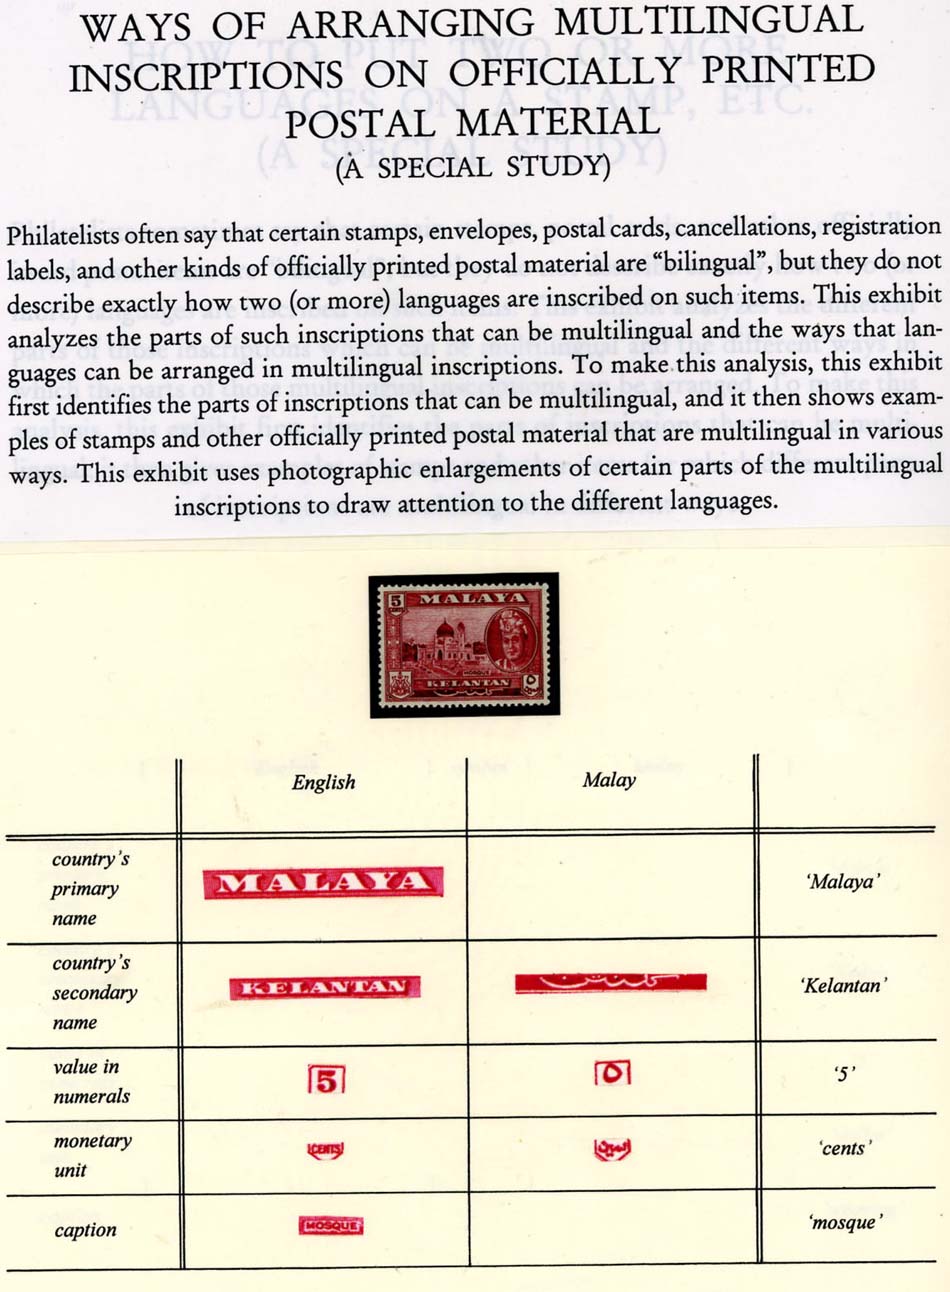 WAYS OF ARRANGING MULTILINGUAL
INSCRIPTIONS ON OFFICIALLY PRINTED
POSTAL MATERIAL
(A SPECIAL STUDY)
Philatelists often say that certain stamps, envelopes, postal cards, cancellations, registration
labels, and other kinds of officially printed postal material are “bilingual”, but they do not
describe exactly how two (or more) languages are inscribed on such items. This exhibit
analyzes the parts of such inscriptions that can be multilingual and the ways that lan-
guages can be arranged in multilingual inscriptions. To make this analysis, this exhibit
first identifies the parts of inscriptions that can be multilingual, and it then shows exam-
ples of stamps and other officially printed postal material that are multilingual in various
ways. This exhibit uses photographic enlargements of certain parts of the multilingual
inscriptions to draw attention to the different languages.
5 MALAYA
CENTS
MOSQUE
KELANTAN ٥
English Malay
country's
primary
name
MALAYA
‘Malaya’
country's
secondary
name
KELANTAN كلنتن ‘Kelantan’
value in
numerals
5 ٥ ‘5’
monetary
unit
CENTS سين ‘cents’
caption MOSQUE ‘mosque’